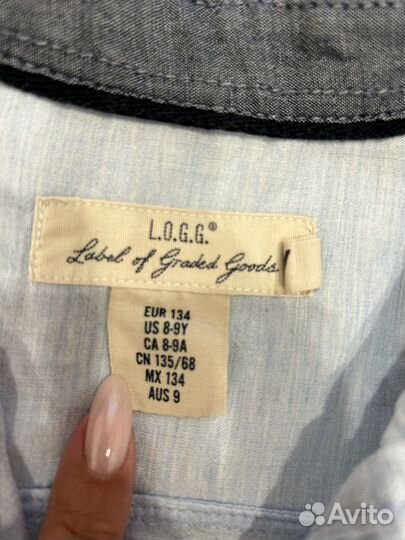 L.O.G.G.®
Label of Graded Goods
EUR 134
US 8-9Y
CA 8-9A
CN 135/68
MX 134
AUS 9
Avito